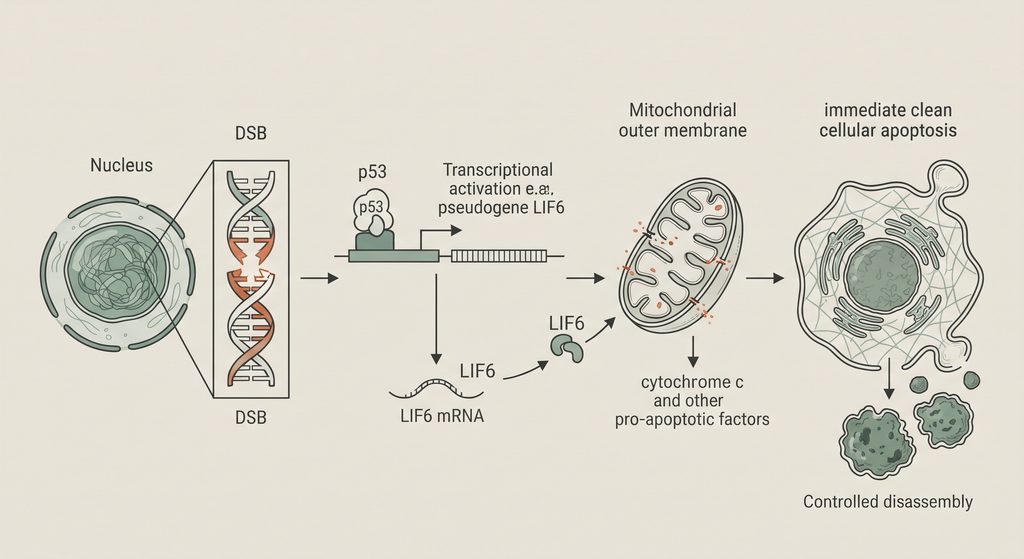 Nucleus
DSB
DSB
p53
p53
Transcriptional
activation e.a.,
pseudogene LIF6
LIF6
LIF6 mRNA
LIF6
Mitochondrial
outer membrane
cytochrome c
and other
pro-apoptotic factors
immediate clean
cellular apoptosis
Controlled disassembly